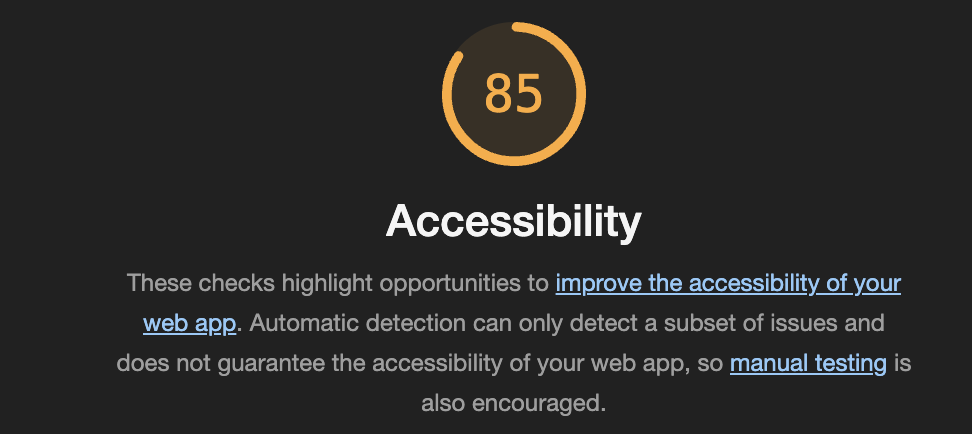 85
Accessibility
These checks highlight opportunities to improve the accessibility of your
web app. Automatic detection can only detect a subset of issues and
does not guarantee the accessibility of your web app, so manual testing is
also encouraged.